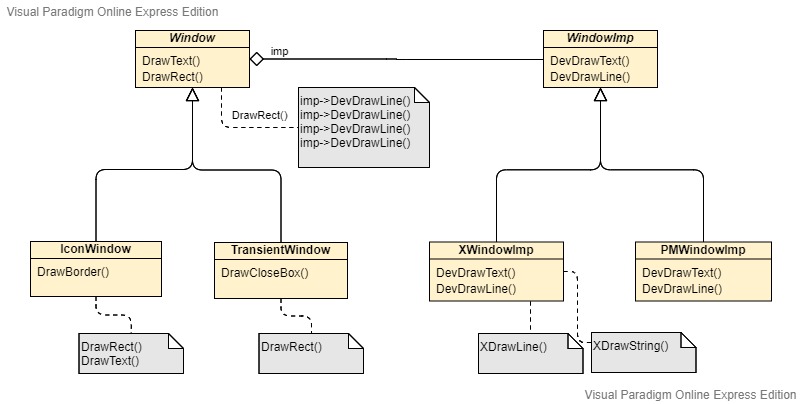 Visual Paradigm Online Express Edition
Window
DrawText()
DrawRect()
imp
WindowImp
DevDrawText()
DevDrawLine()
DrawRect()
imp->DevDrawLine()
imp->DevDrawLine()
imp->DevDrawLine()
imp->DevDrawLine()
IconWindow
DrawBorder()
TransientWindow
DrawCloseBox()
XWindowImp
DevDrawText()
DevDrawLine()
PMWindowImp
DevDrawText()
DevDrawLine()
DrawRect()
DrawText()
DrawRect()
XDrawLine()
XDrawString()
Visual Paradigm Online Express Edition